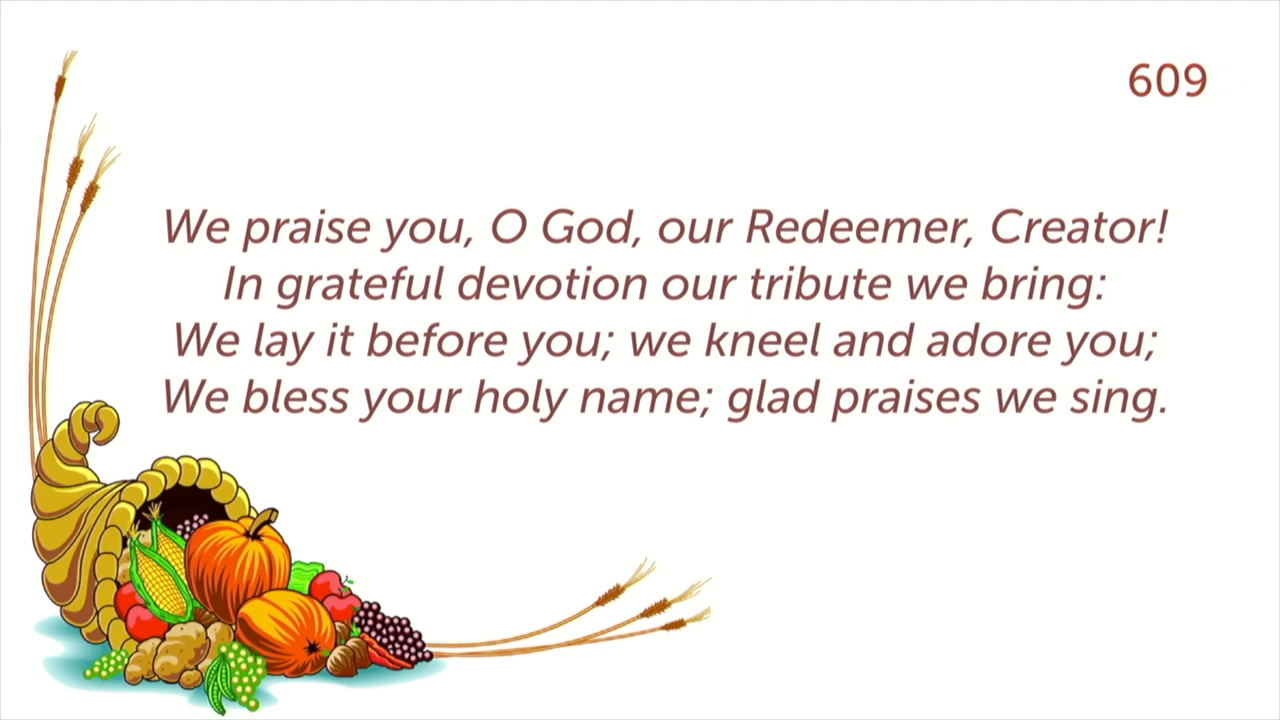 609
We praise you, O God, our Redeemer, Creator!
In grateful devotion our tribute we bring:
We lay it before you; we kneel and adore you;
We bless your holy name; glad praises we sing.